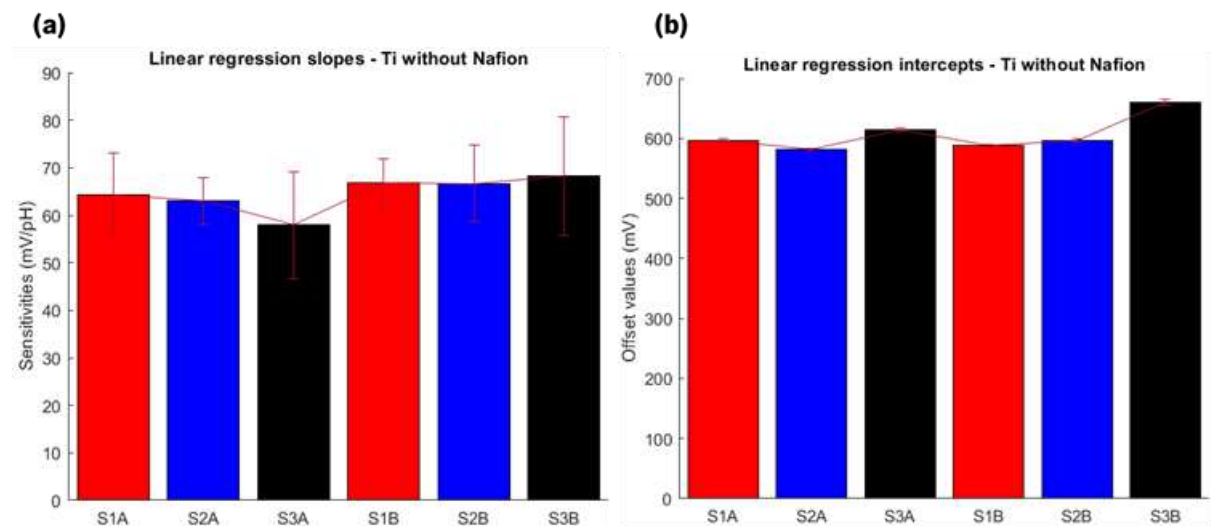 (a)
Linear regression slopes - Ti without Nafion
Sensitivities (mV/pH)
90
80
70
60
50
40
30
20
10
0
S1A S2A S3A S1B S2B S3B
(b)
Linear regression intercepts - Ti without Nafion
Offset values (mV)
700
600
500
400
300
200
100
0
S1A S2A S3A S1B S2B S3B